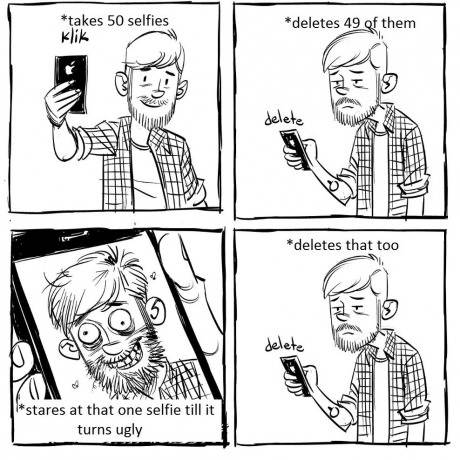 *takes 50 selfies
klik
*deletes 49 of them
delete
*stares at that one selfie till it
turns ugly
*deletes that too
delete